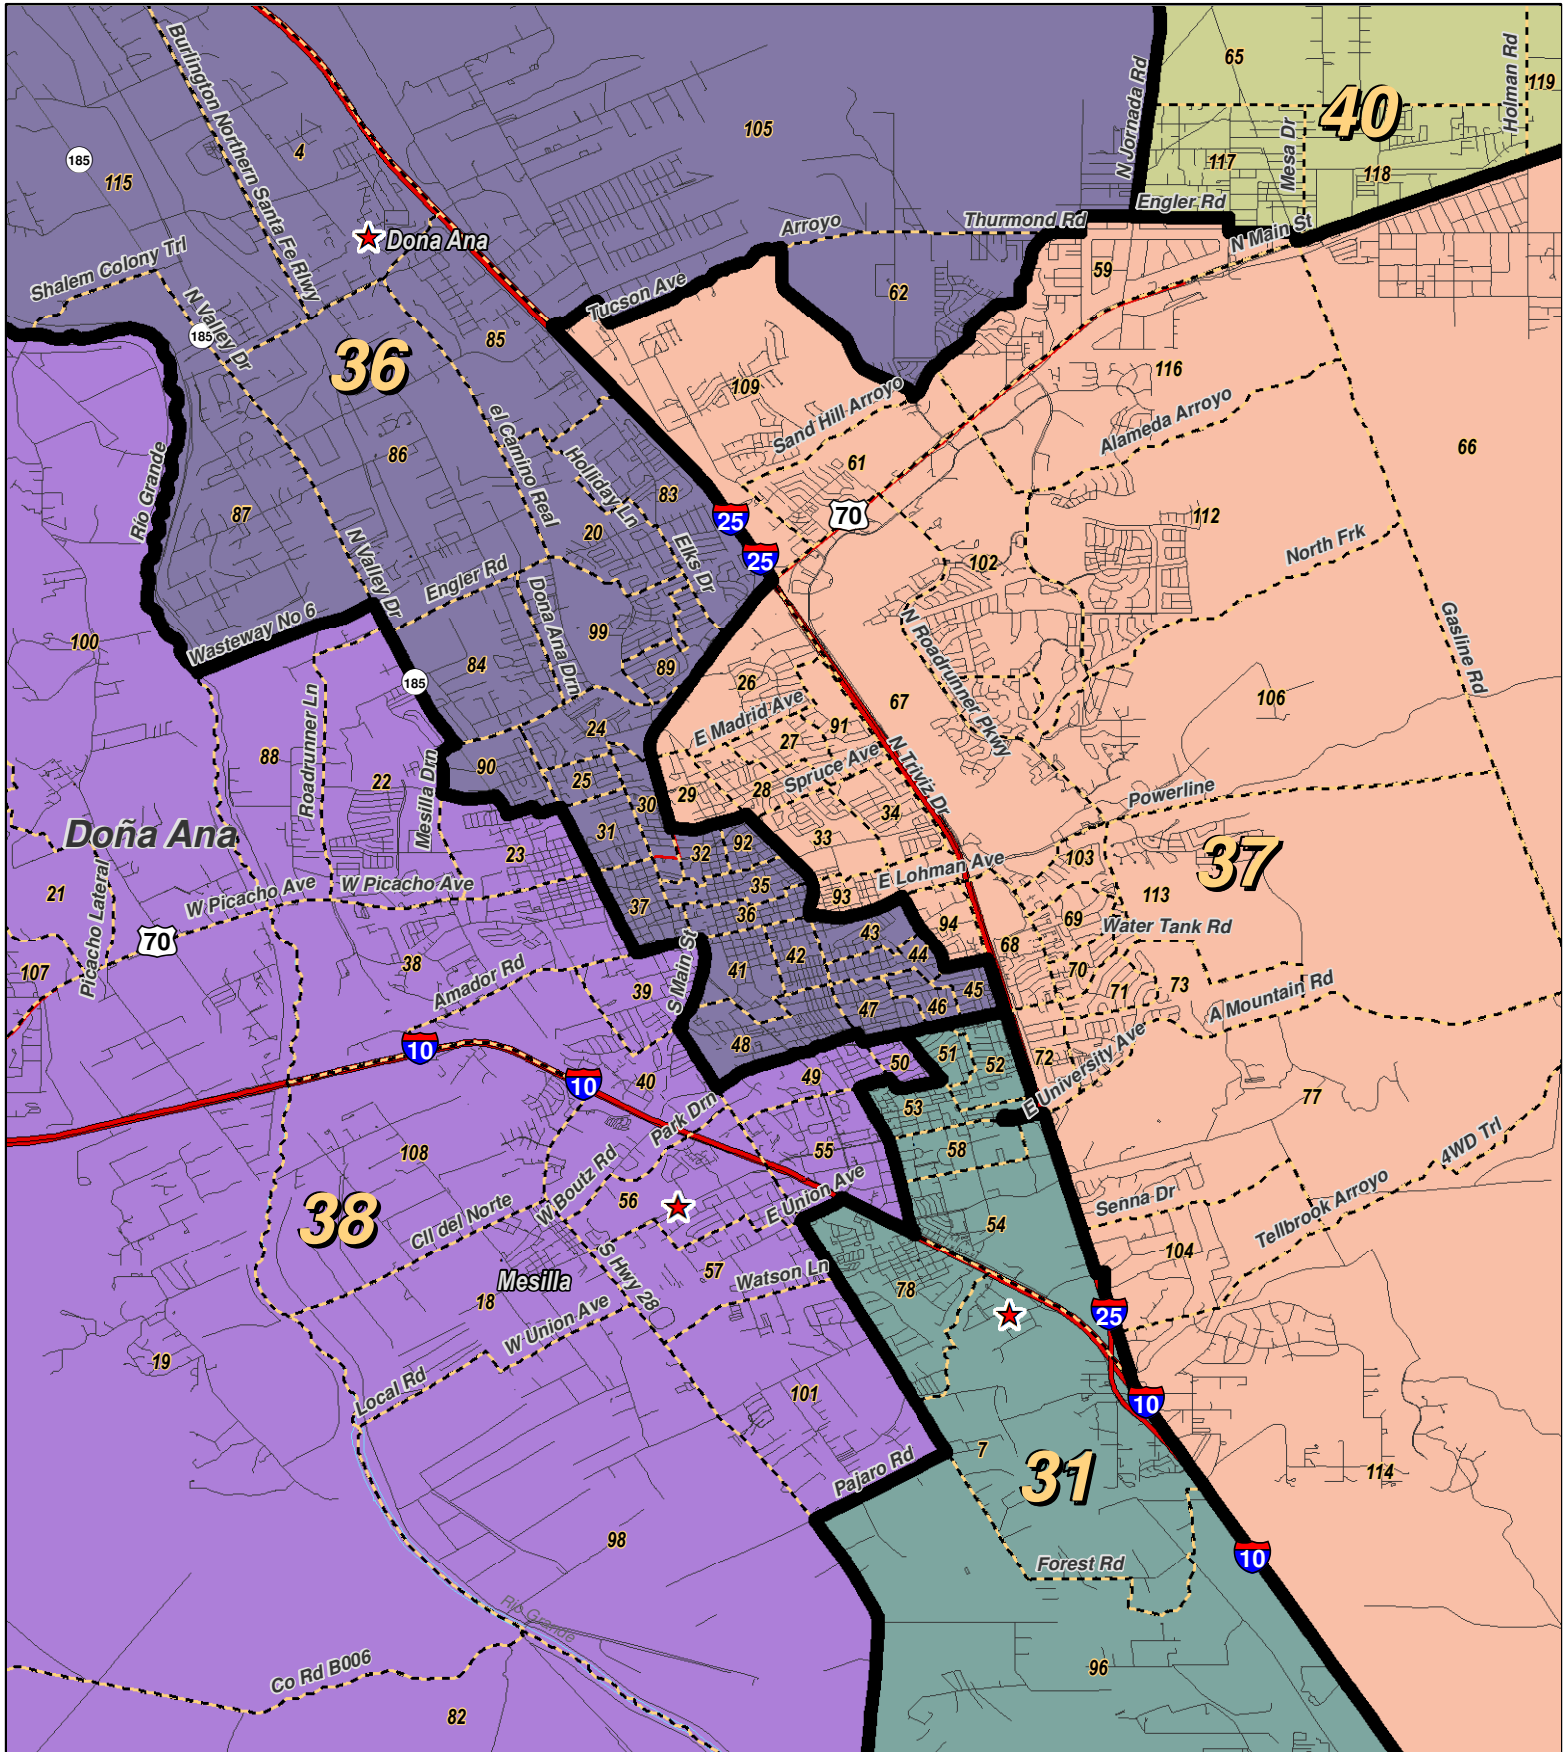 65
119
40
Holman Rd
Mesa Dr
N Jornada Rd
117
118
Engler Rd
N Main St
Burlington Northern Santa Fe Rlwy
4
105
185
115
Doña Ana
Shalem Colony Trl
Arroyo
Thurmond Rd
59
Tucson Ave
62
N Valley Dr
185
36
85
109
116
Sand Hill Arroyo
Alameda Arroyo
el Camino Real
Holliday Ln
86
61
66
Rio Grande
87
83
20
25
70
112
25
North Frk
Elks Dr
N Valley Dr
Engler Rd
Doña Ana Drn
102
N Roadrunner Pkwy
Gasline Rd
100
Wasteway No 6
99
84
89
185
26
67
106
Roadrunner Ln
E Madrid Ave
91
88
22
Mesilla Drn
90
24
27
N Triviz Dr
25
29
28
Spruce Ave
Powerline
30
34
Doña Ana
31
32
92
33
37
23
103
E Lohman Ave
21
Picacho Lateral
W Picacho Ave
W Picacho Ave
35
93
113
70
37
36
69
Water Tank Rd
94
43
68
107
38
Amador Rd
S Main St
41
42
44
70
73
39
45
71
A Mountain Rd
47
46
10
48
51
52
72
E University Ave
10
40
49
50
77
Park Drn
53
108
55
58
4WD Trl
W Boutz Rd
56
E Union Ave
Senna Dr
38
Cll del Norte
54
Tellbrook Arroyo
104
S Hwy 28
57
Watson Ln
Mesilla
78
18
W Union Ave
25
19
Local Rd
101
10
7
31
114
Pajaro Rd
98
Forest Rd
10
Rio Grande
Co Rd B006
96
82